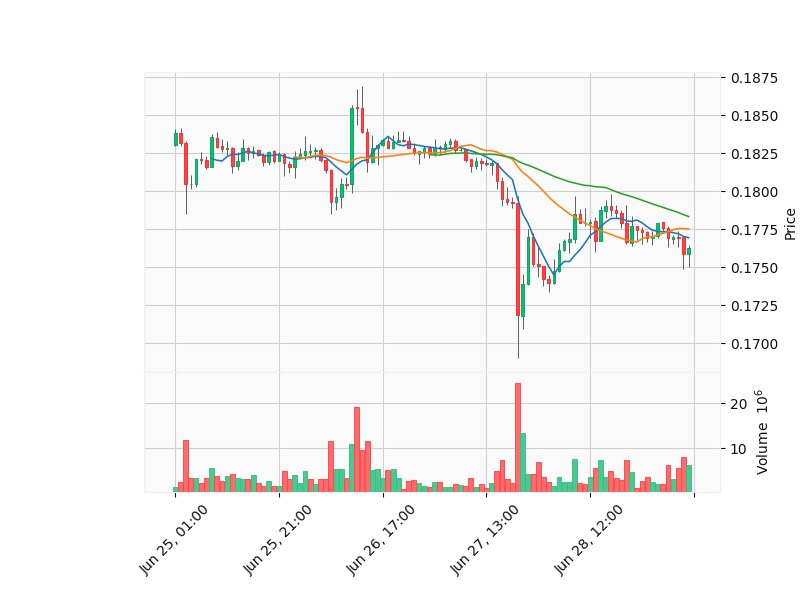 0.1875
0.1850
0.1825
0.1800
0.1775
0.1750
0.1725
0.1700
Price
20
10
Volume 10⁶
Jun 25, 01:00
Jun 25, 21:00
Jun 26, 17:00
Jun 27, 13:00
Jun 28, 12:00